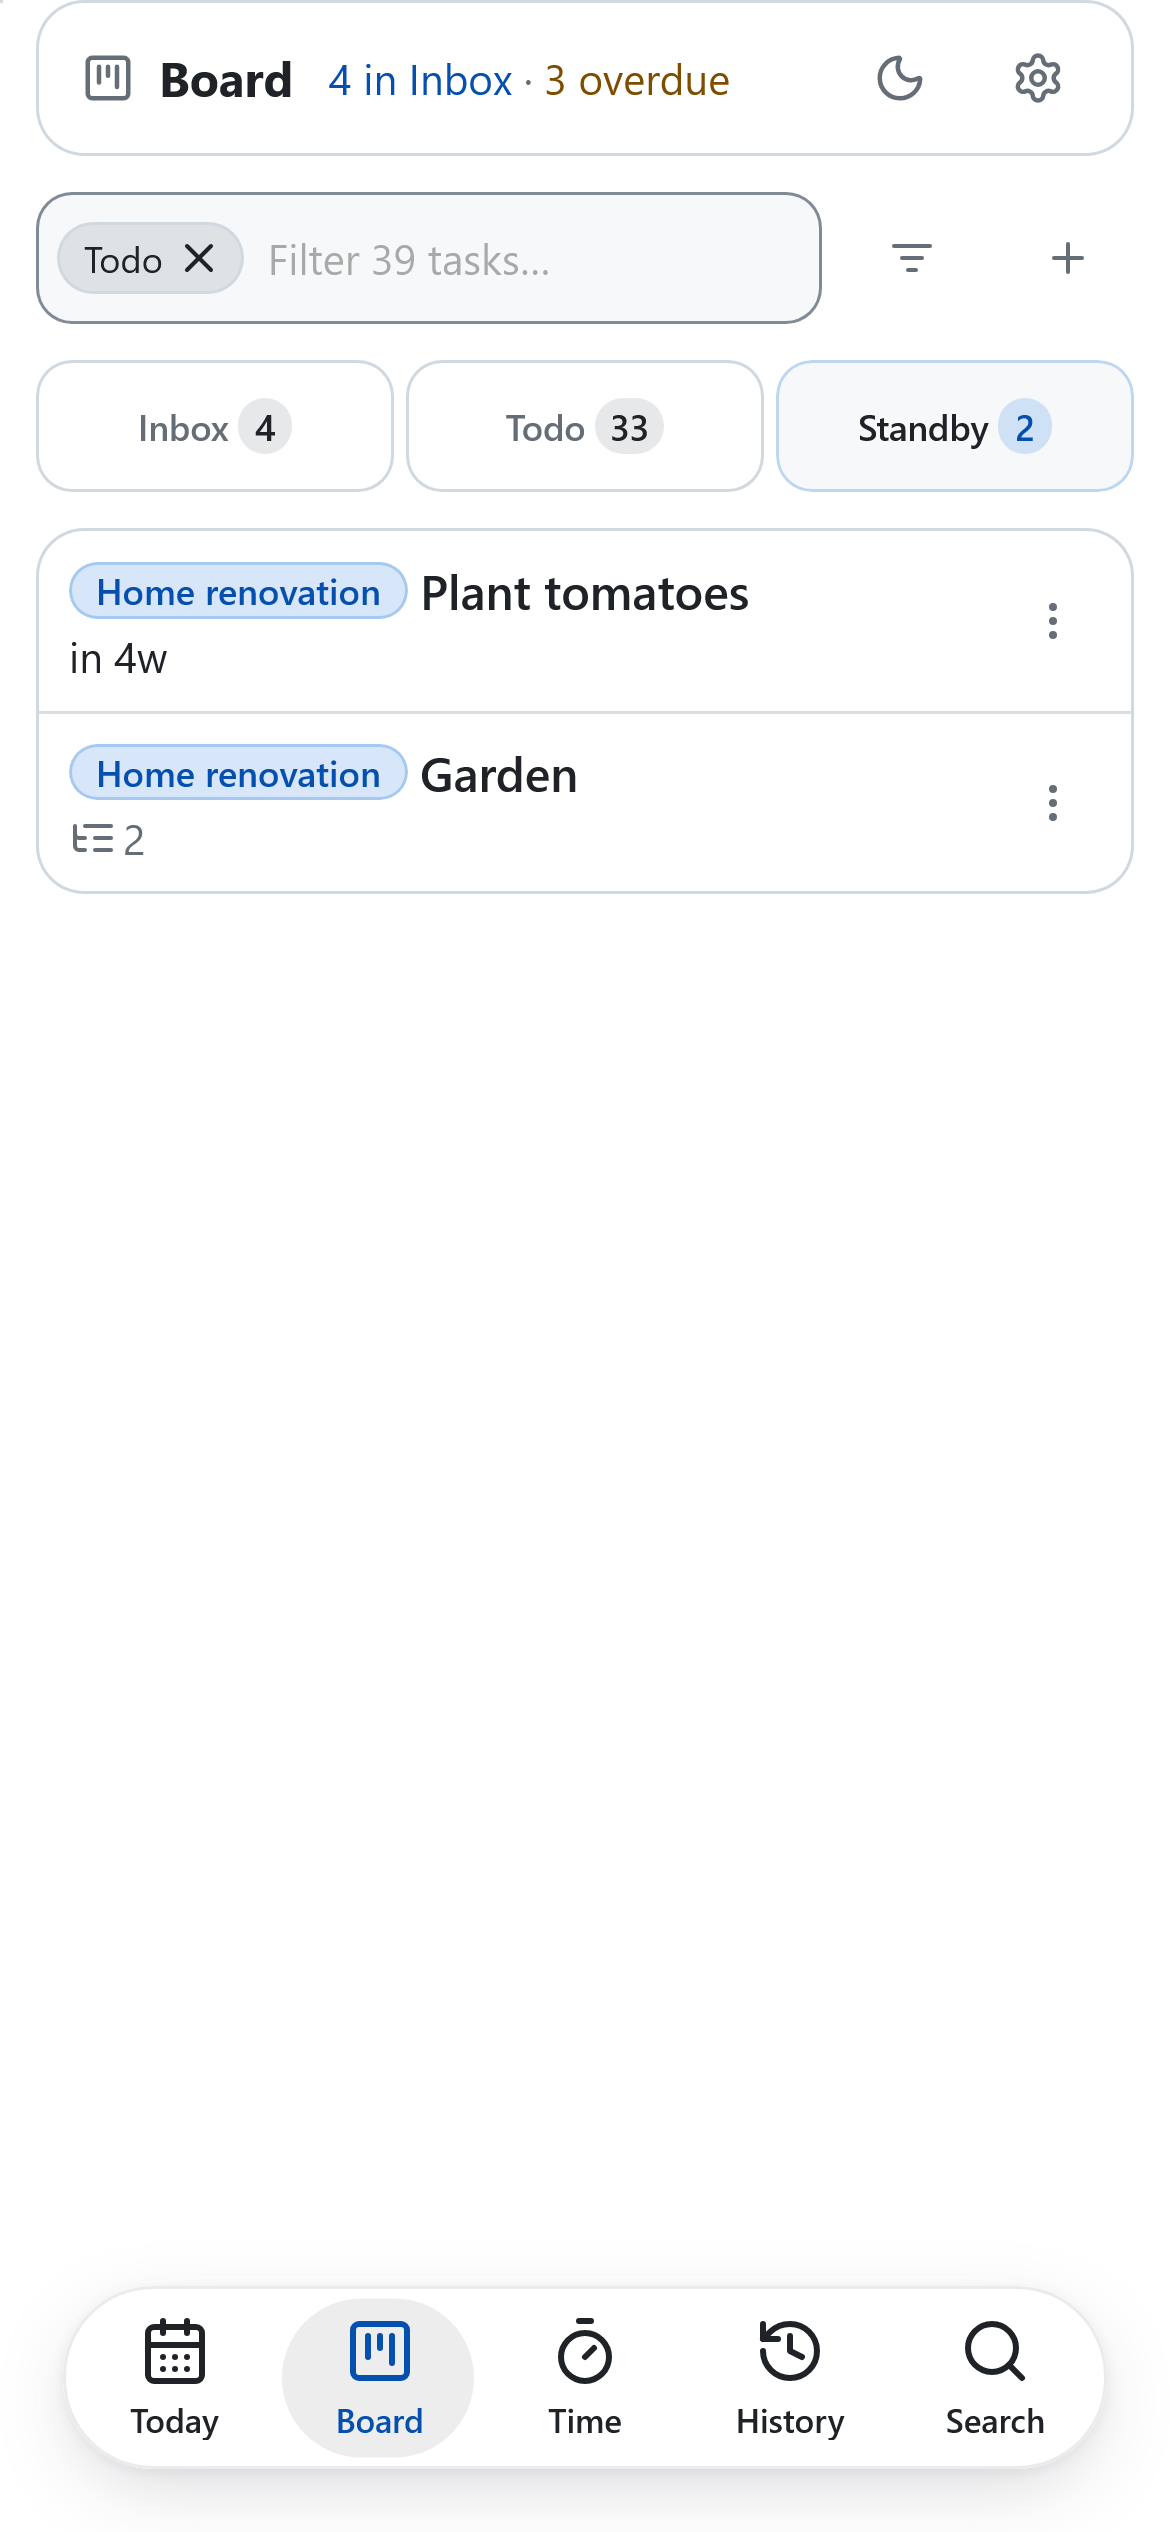 Board 4 in Inbox · 3 overdue
Todo Filter 39 tasks...
Inbox 4 Todo 33 Standby 2
Home renovation Plant tomatoes
in 4w
Home renovation Garden
2
Today Board Time History Search